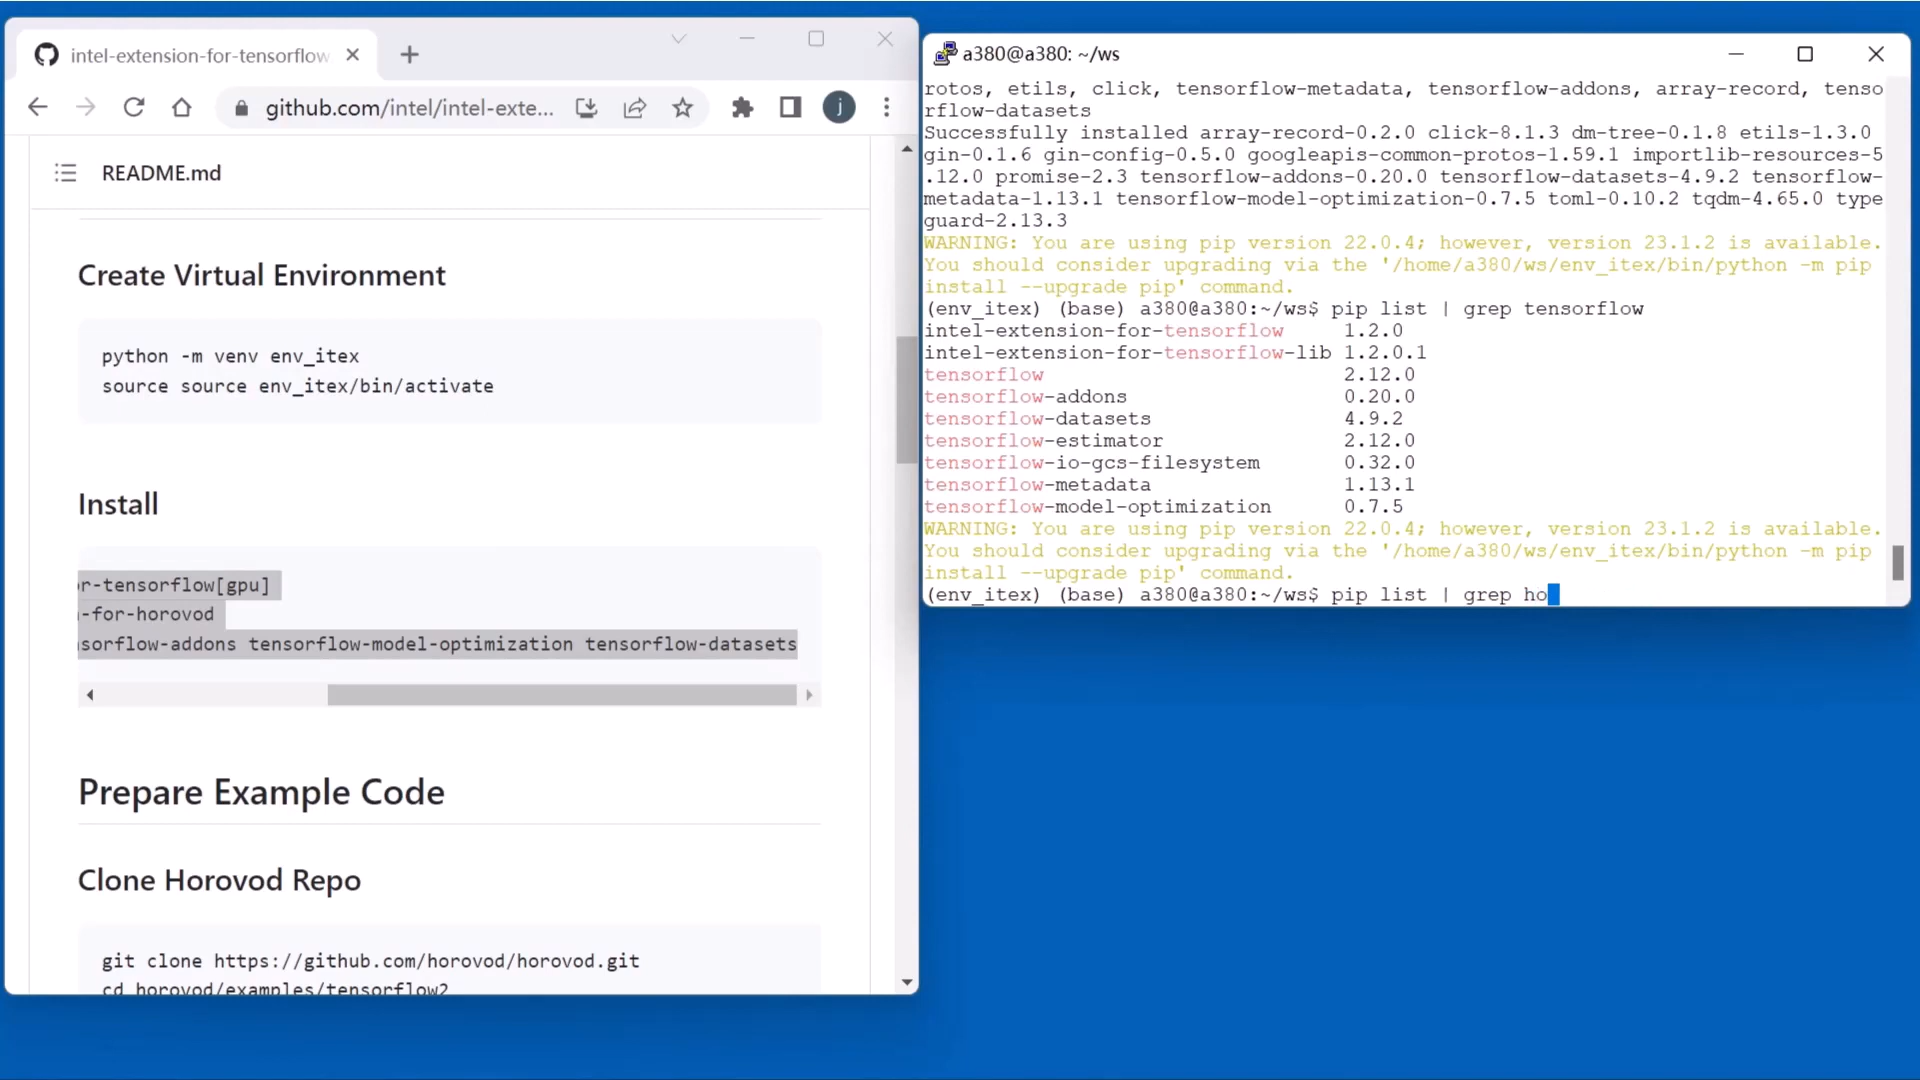 intel-extension-for-tensorflow
github.com/intel/intel-exte...
j
README.md
Create Virtual Environment
python -m venv env_itex
source source env_itex/bin/activate
Install
or-tensorflow[gpu]
-for-horovod
nsorflow-addons tensorflow-model-optimization tensorflow-datasets
Prepare Example Code
Clone Horovod Repo
git clone https://github.com/horovod/horovod.git
cd horovod/examples/tensorflow2
a380@a380: ~/ws
rotos, etils, click, tensorflow-metadata, tensorflow-addons, array-record, tenso
rflow-datasets
Successfully installed array-record-0.2.0 click-8.1.3 dm-tree-0.1.8 etils-1.3.0
gin-0.1.6 gin-config-0.5.0 googleapis-common-protos-1.59.1 importlib-resources-5
.12.0 promise-2.3 tensorflow-addons-0.20.0 tensorflow-datasets-4.9.2 tensorflow-
metadata-1.13.1 tensorflow-model-optimization-0.7.5 toml-0.10.2 tqdm-4.65.0 type
guard-2.13.3
WARNING: You are using pip version 22.0.4; however, version 23.1.2 is available.
You should consider upgrading via the '/home/a380/ws/env_itex/bin/python -m pip
install --upgrade pip' command.
(env_itex) (base) a380@a380:~/ws$ pip list | grep tensorflow
intel-extension-for-tensorflow 1.2.0
intel-extension-for-tensorflow-lib 1.2.0.1
tensorflow 2.12.0
tensorflow-addons 0.20.0
tensorflow-datasets 4.9.2
tensorflow-estimator 2.12.0
tensorflow-io-gcs-filesystem 0.32.0
tensorflow-metadata 1.13.1
tensorflow-model-optimization 0.7.5
WARNING: You are using pip version 22.0.4; however, version 23.1.2 is available.
You should consider upgrading via the '/home/a380/ws/env_itex/bin/python -m pip
install --upgrade pip' command.
(env_itex) (base) a380@a380:~/ws$ pip list | grep ho